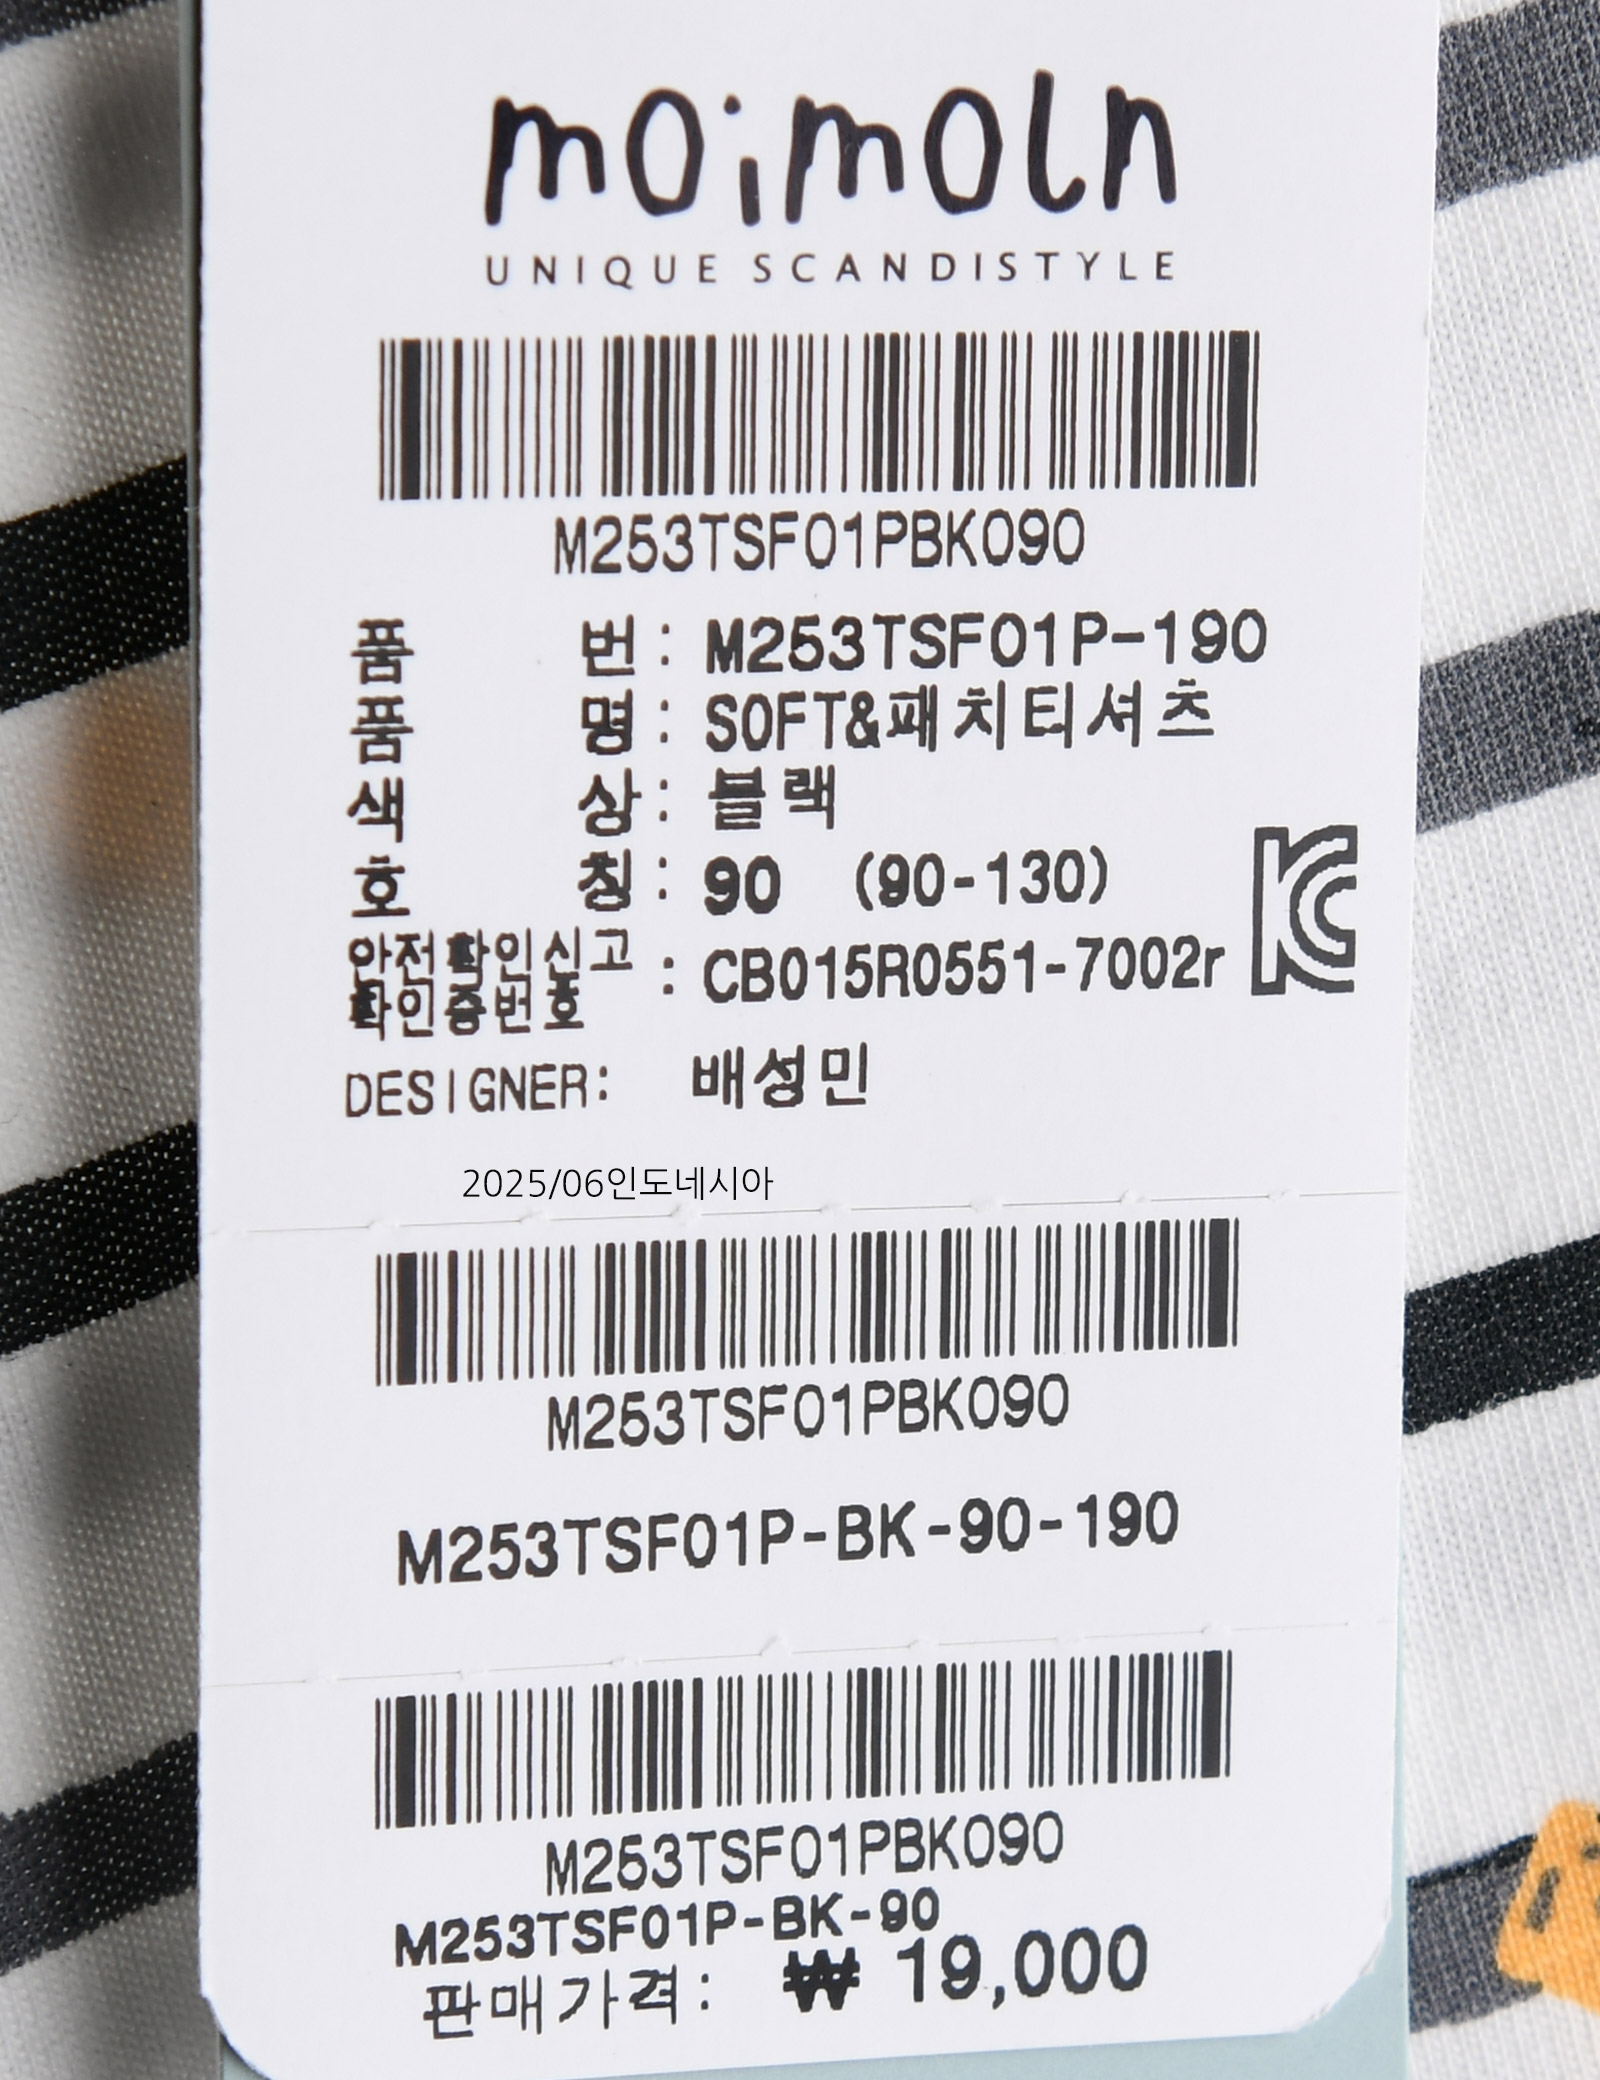 moimoln
UNIQUE SCANDISTYLE
M253TSF01PBK090
품 번 : M253TSF01P-190
품 명 : SOFT&패치티셔츠
색 상 : 블랙
호 칭 : 90 (90-130)
안전확인신고
확인증번호 : CB015R0551-7002r
DESIGNER: 배성민
2025/06인도네시아
M253TSF01PBK090
M253TSF01P-BK-90-190
M253TSF01PBK090
M253TSF01P-BK-90
판매가격: ₩ 19,000